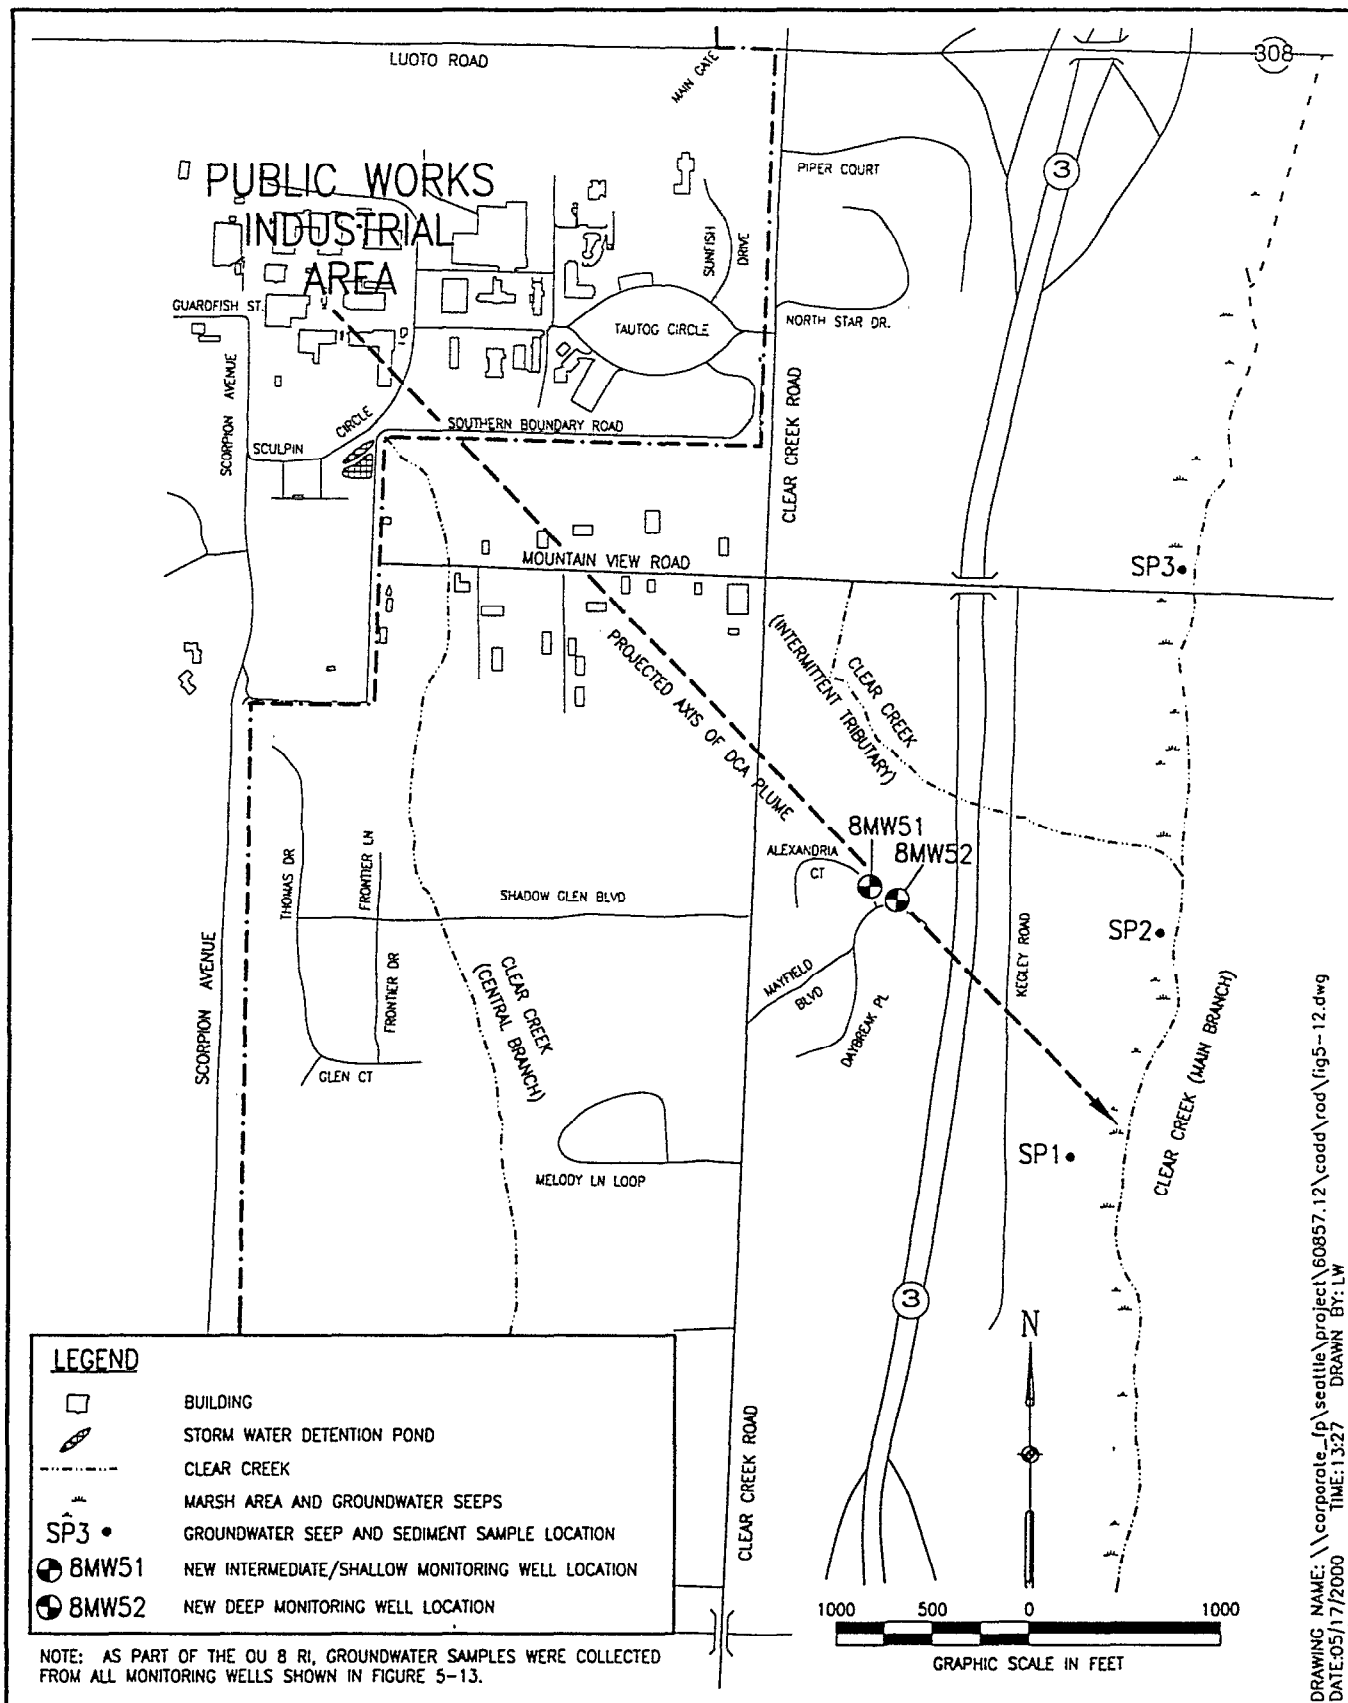 LUOTO ROAD
MAIN GATE
308
PUBLIC WORKS
INDUSTRIAL
AREA
PIPER COURT
3
SUNFISH
DRIVE
GUARDFISH ST.
TAUTOG CIRCLE
NORTH STAR DR.
SCORPION AVENUE
SCULPIN
CIRCLE
SOUTHERN BOUNDARY ROAD
CLEAR CREEK ROAD
MOUNTAIN VIEW ROAD
SP3
PROJECTED AXIS OF DCA PLUME
CLEAR CREEK
(INTERMITTENT TRIBUTARY)
8MW51
8MW52
ALEXANDRIA
CT
THOMAS DR
FRONTIER LN
SHADOW GLEN BLVD
SP2
KEGLEY ROAD
FRONTIER DR
CLEAR CREEK
(CENTRAL BRANCH)
MAYFIELD
BLVD
DAYBREAK PL
SCORPION AVENUE
GLEN CT
CLEAR CREEK (MAIN BRANCH)
SP1
MELODY LN LOOP
3
N
CLEAR CREEK ROAD
LEGEND
BUILDING
STORM WATER DETENTION POND
CLEAR CREEK
MARSH AREA AND GROUNDWATER SEEPS
SP3 GROUNDWATER SEEP AND SEDIMENT SAMPLE LOCATION
8MW51 NEW INTERMEDIATE/SHALLOW MONITORING WELL LOCATION
8MW52 NEW DEEP MONITORING WELL LOCATION
NOTE: AS PART OF THE OU 8 RI, GROUNDWATER SAMPLES WERE COLLECTED
FROM ALL MONITORING WELLS SHOWN IN FIGURE 5-13.
1000 500 0 1000
GRAPHIC SCALE IN FEET
DRAWING NAME: \\corporate_fp\seattle\project\60857.12\cadd\rod\fig5-12.dwg
DATE:05/17/2000 TIME:13:27 DRAWN BY: LW